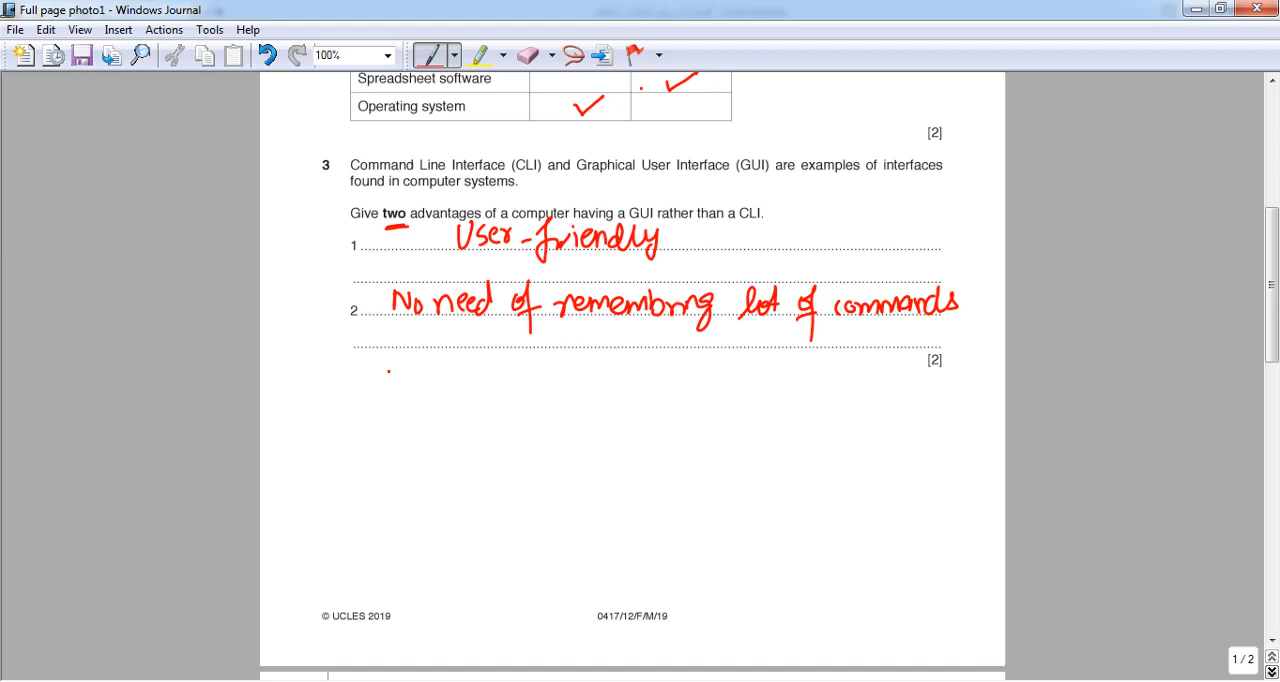 Full page photo1 - Windows Journal
File Edit View Insert Actions Tools Help
100%
Spreadsheet software
Operating system
[2]
3 Command Line Interface (CLI) and Graphical User Interface (GUI) are examples of interfaces
found in computer systems.
Give two advantages of a computer having a GUI rather than a CLI.
1 User-friendly
2 No need of remembring lot of commands
[2]
© UCLES 2019 0417/12/F/M/19
1 / 2